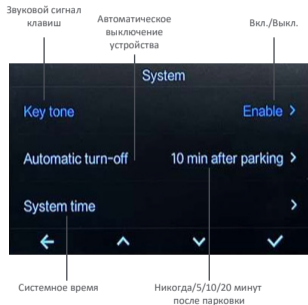 Звуковой сигнал
клавиш
Автоматическое
выключение
устройства
Вкл./Выкл.
System
Key tone
Enable >
Automatic turn-off
10 min after parking >
System time
>
Системное время
Никогда/5/10/20 минут
после парковки